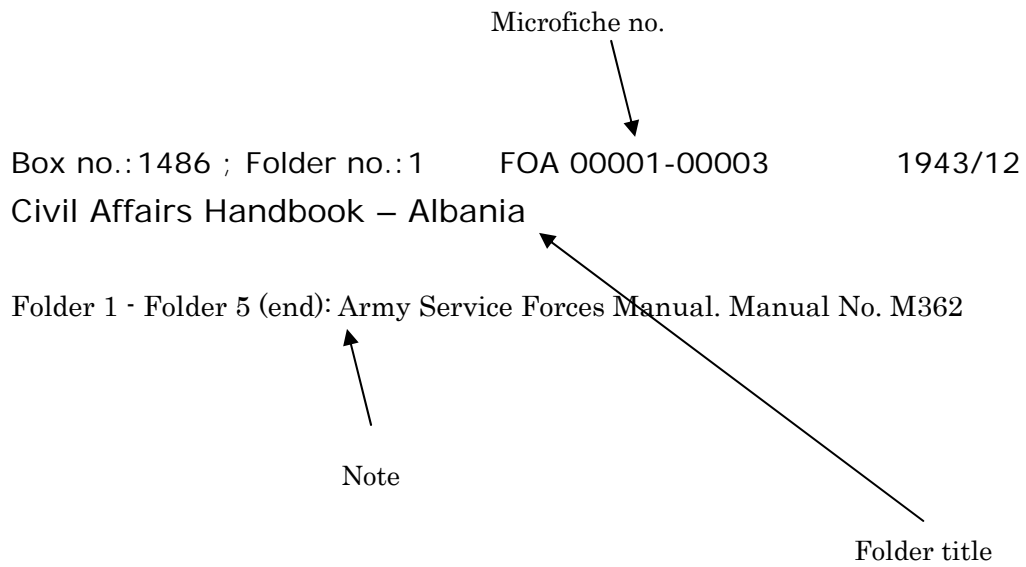 Microfiche no.
Box no.:1486 ; Folder no.:1 FOA 00001-00003 1943/12
Civil Affairs Handbook – Albania
Folder 1 - Folder 5 (end): Army Service Forces Manual. Manual No. M362
Note
Folder title